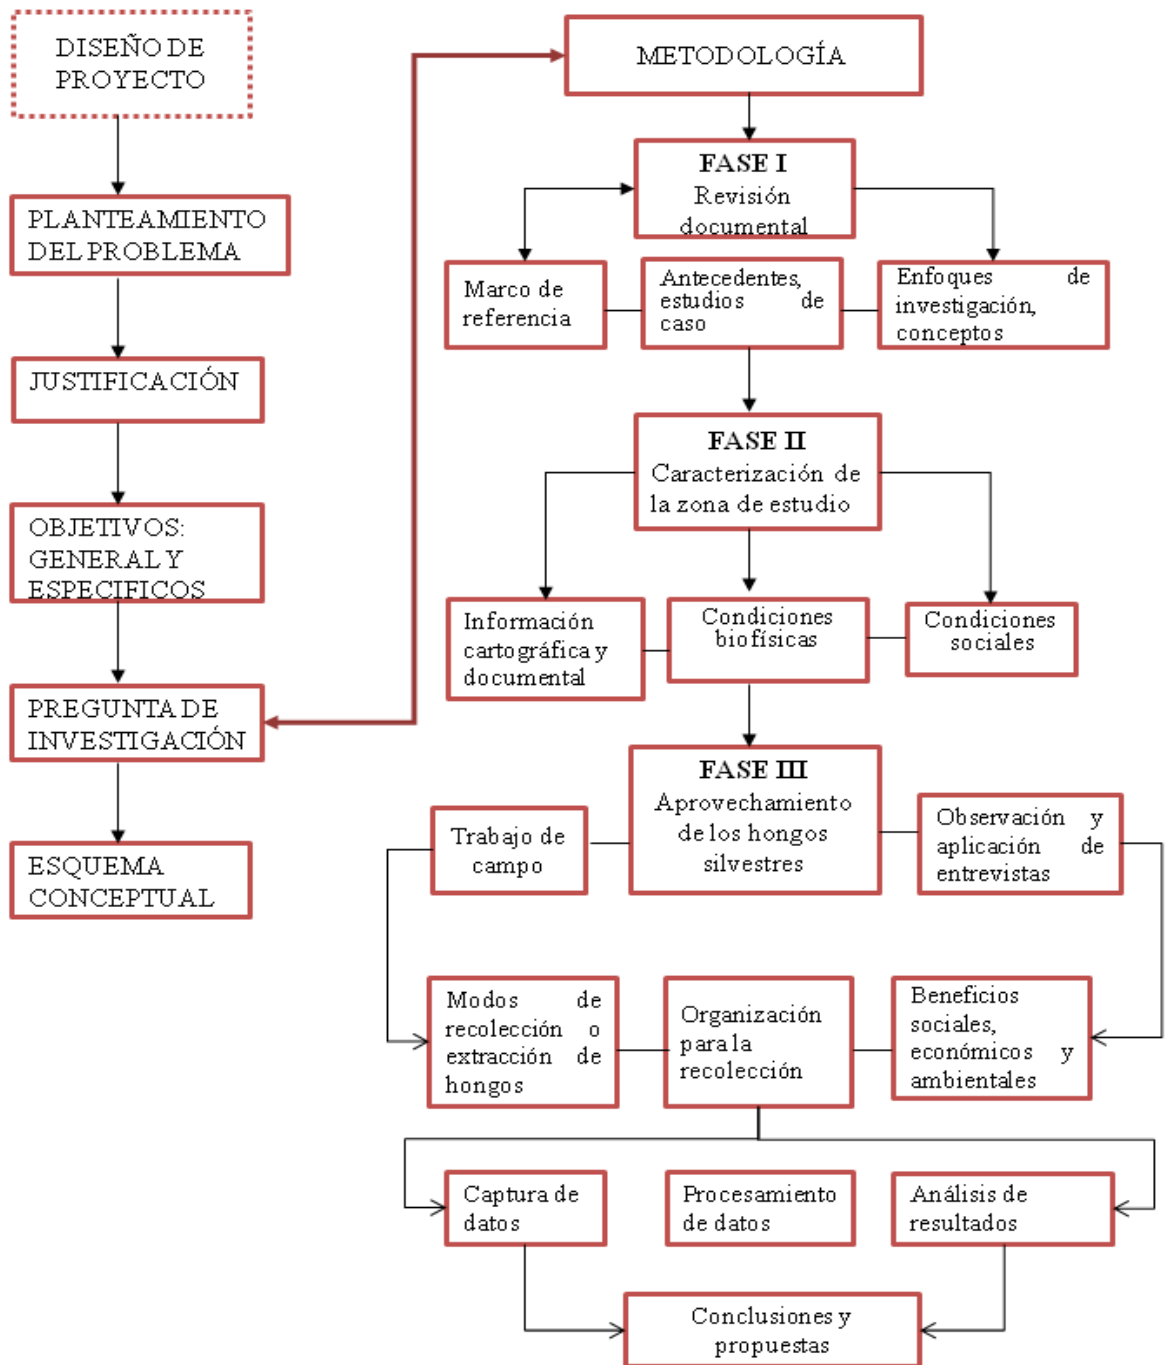 DISEÑO DE
PROYECTO
PLANTEAMIENTO
DEL PROBLEMA
JUSTIFICACIÓN
OBJETIVOS:
GENERAL Y
ESPECIFICOS
PREGUNTA DE
INVESTIGACIÓN
ESQUEMA
CONCEPTUAL
METODOLOGÍA
FASE I
Revisión
documental
Marco de
referencia
Antecedentes,
estudios de
caso
Enfoques de
investigación,
conceptos
FASE II
Caracterización de
la zona de estudio
Información
cartográfica y
documental
Condiciones
biofísicas
Condiciones
sociales
FASE III
Aprovechamiento
de los hongos
silvestres
Trabajo de
campo
Observación y
aplicación de
entrevistas
Modos de
recolección o
extracción de
hongos
Organización
para la
recolección
Beneficios
sociales,
económicos y
ambientales
Captura de
datos
Procesamiento
de datos
Análisis de
resultados
Conclusiones y
propuestas